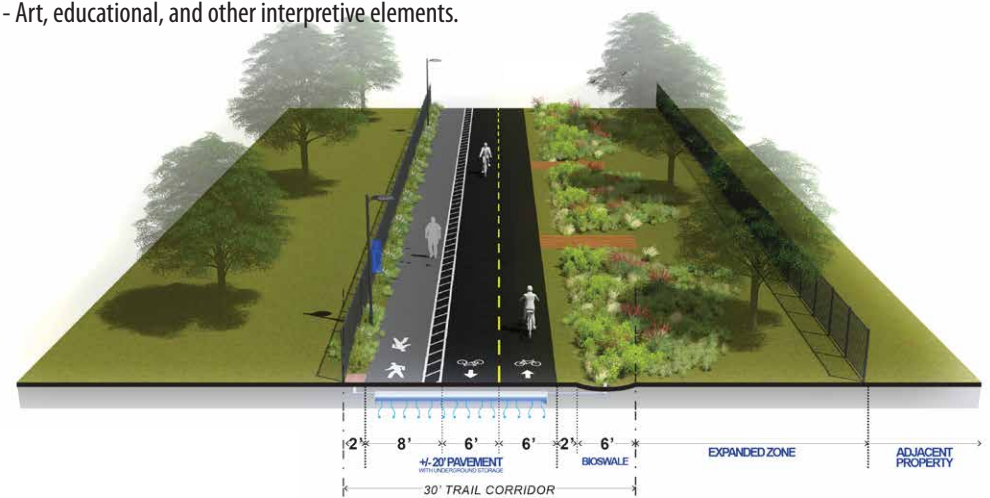 - Art, educational, and other interpretive elements.
2' 8' 6' 6' 2' 6'
+/- 20' PAVEMENT
WITH UNDERGROUND STORAGE
BIOSWALE
EXPANDED ZONE
ADJACENT
PROPERTY
30' TRAIL CORRIDOR